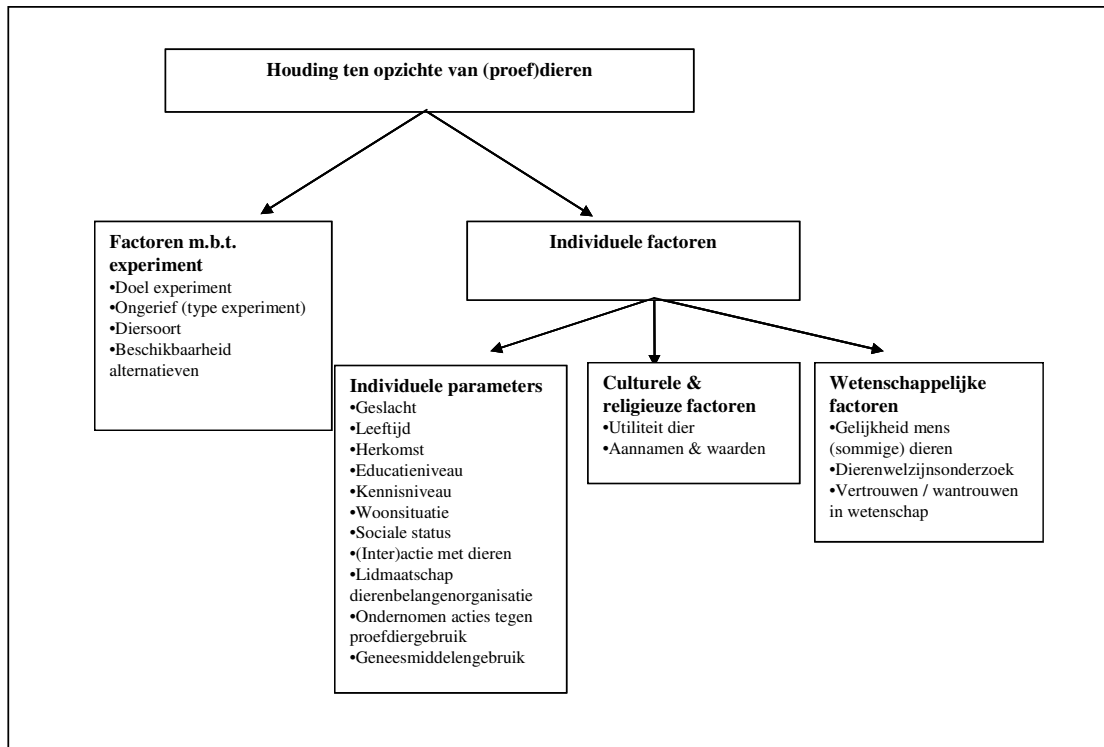 Houding ten opzichte van (proef)dieren
Factoren m.b.t.
experiment
•Doel experiment
•Ongerief (type experiment)
•Diersoort
•Beschikbaarheid
alternatieven
Individuele factoren
Individuele parameters
•Geslacht
•Leeftijd
•Herkomst
•Educatieniveau
•Kennisniveau
•Woonsituatie
•Sociale status
•(Inter)actie met dieren
•Lidmaatschap
dierenbelangenorganisatie
•Ondernomen acties tegen
proefdiergebruik
•Geneesmiddelengebruik
Culturele &
religieuze factoren
•Utiliteit dier
•Aannamen & waarden
Wetenschappelijke
factoren
•Gelijkheid mens
(sommige) dieren
•Dierenwelzijnsonderzoek
•Vertrouwen / wantrouwen
in wetenschap